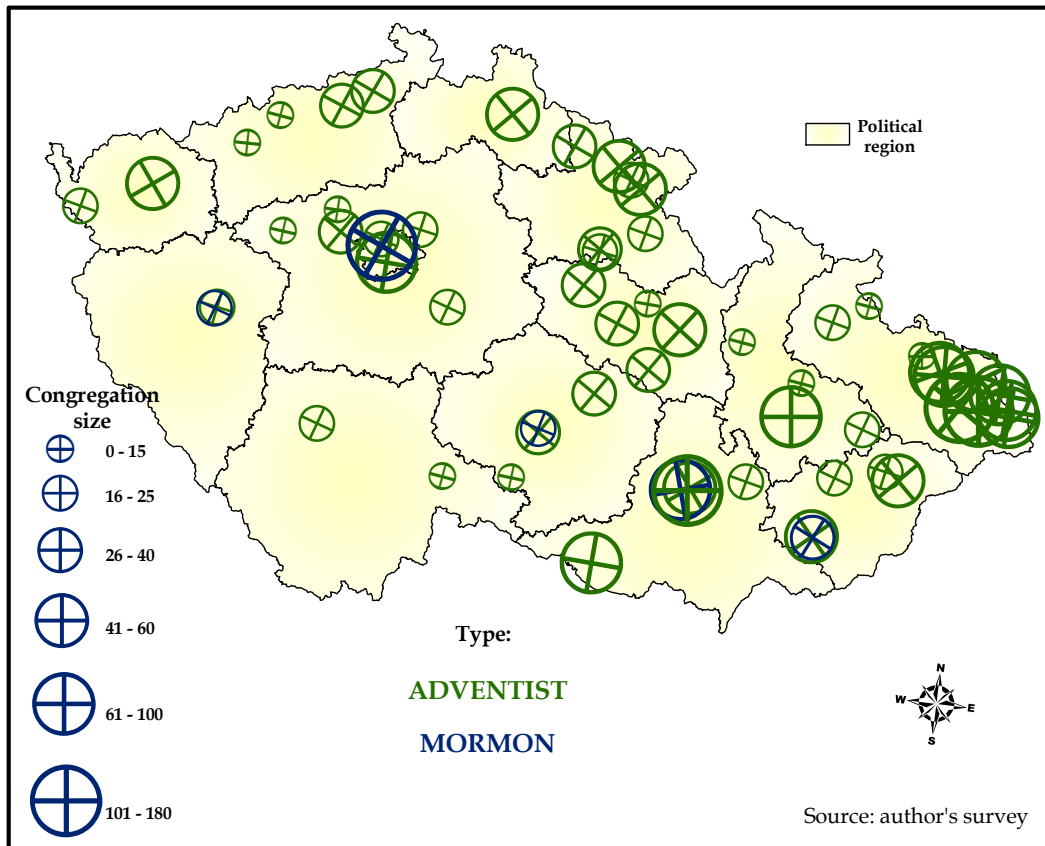 Political
region
Congregation
size
0 - 15
16 - 25
26 - 40
41 - 60
61 - 100
101 - 180
Type:
ADVENTIST
MORMON
N
W
E
S
Source: author's survey